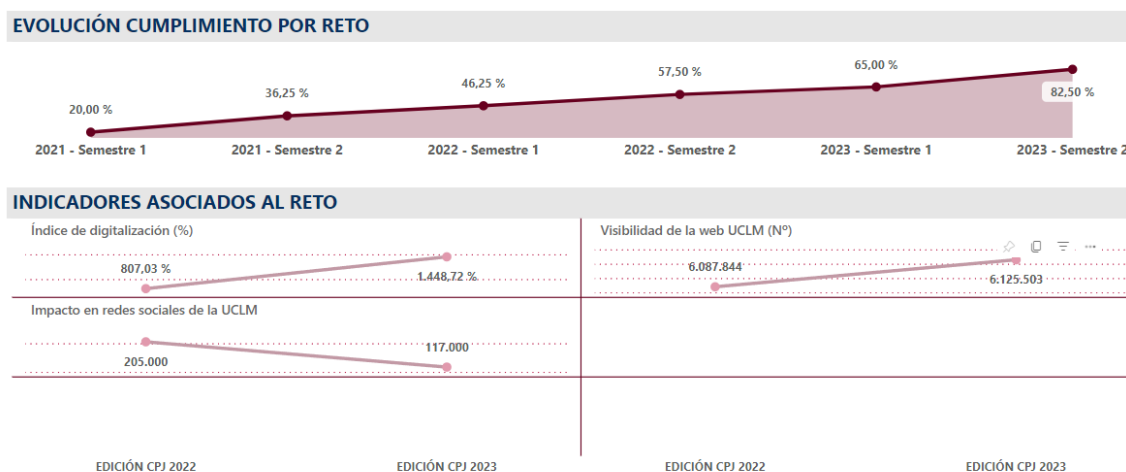 EVOLUCIÓN CUMPLIMIENTO POR RETO
20,00 %
36,25 %
46,25 %
57,50 %
65,00 %
82,50 %
2021 - Semestre 1
2021 - Semestre 2
2022 - Semestre 1
2022 - Semestre 2
2023 - Semestre 1
2023 - Semestre 2
INDICADORES ASOCIADOS AL RETO
Índice de digitalización (%)
807,03 %
1.448,72 %
Visibilidad de la web UCLM (Nº)
6.087.844
6.125.503
Impacto en redes sociales de la UCLM
205.000
117.000
EDICIÓN CPJ 2022
EDICIÓN CPJ 2023
EDICIÓN CPJ 2022
EDICIÓN CPJ 2023